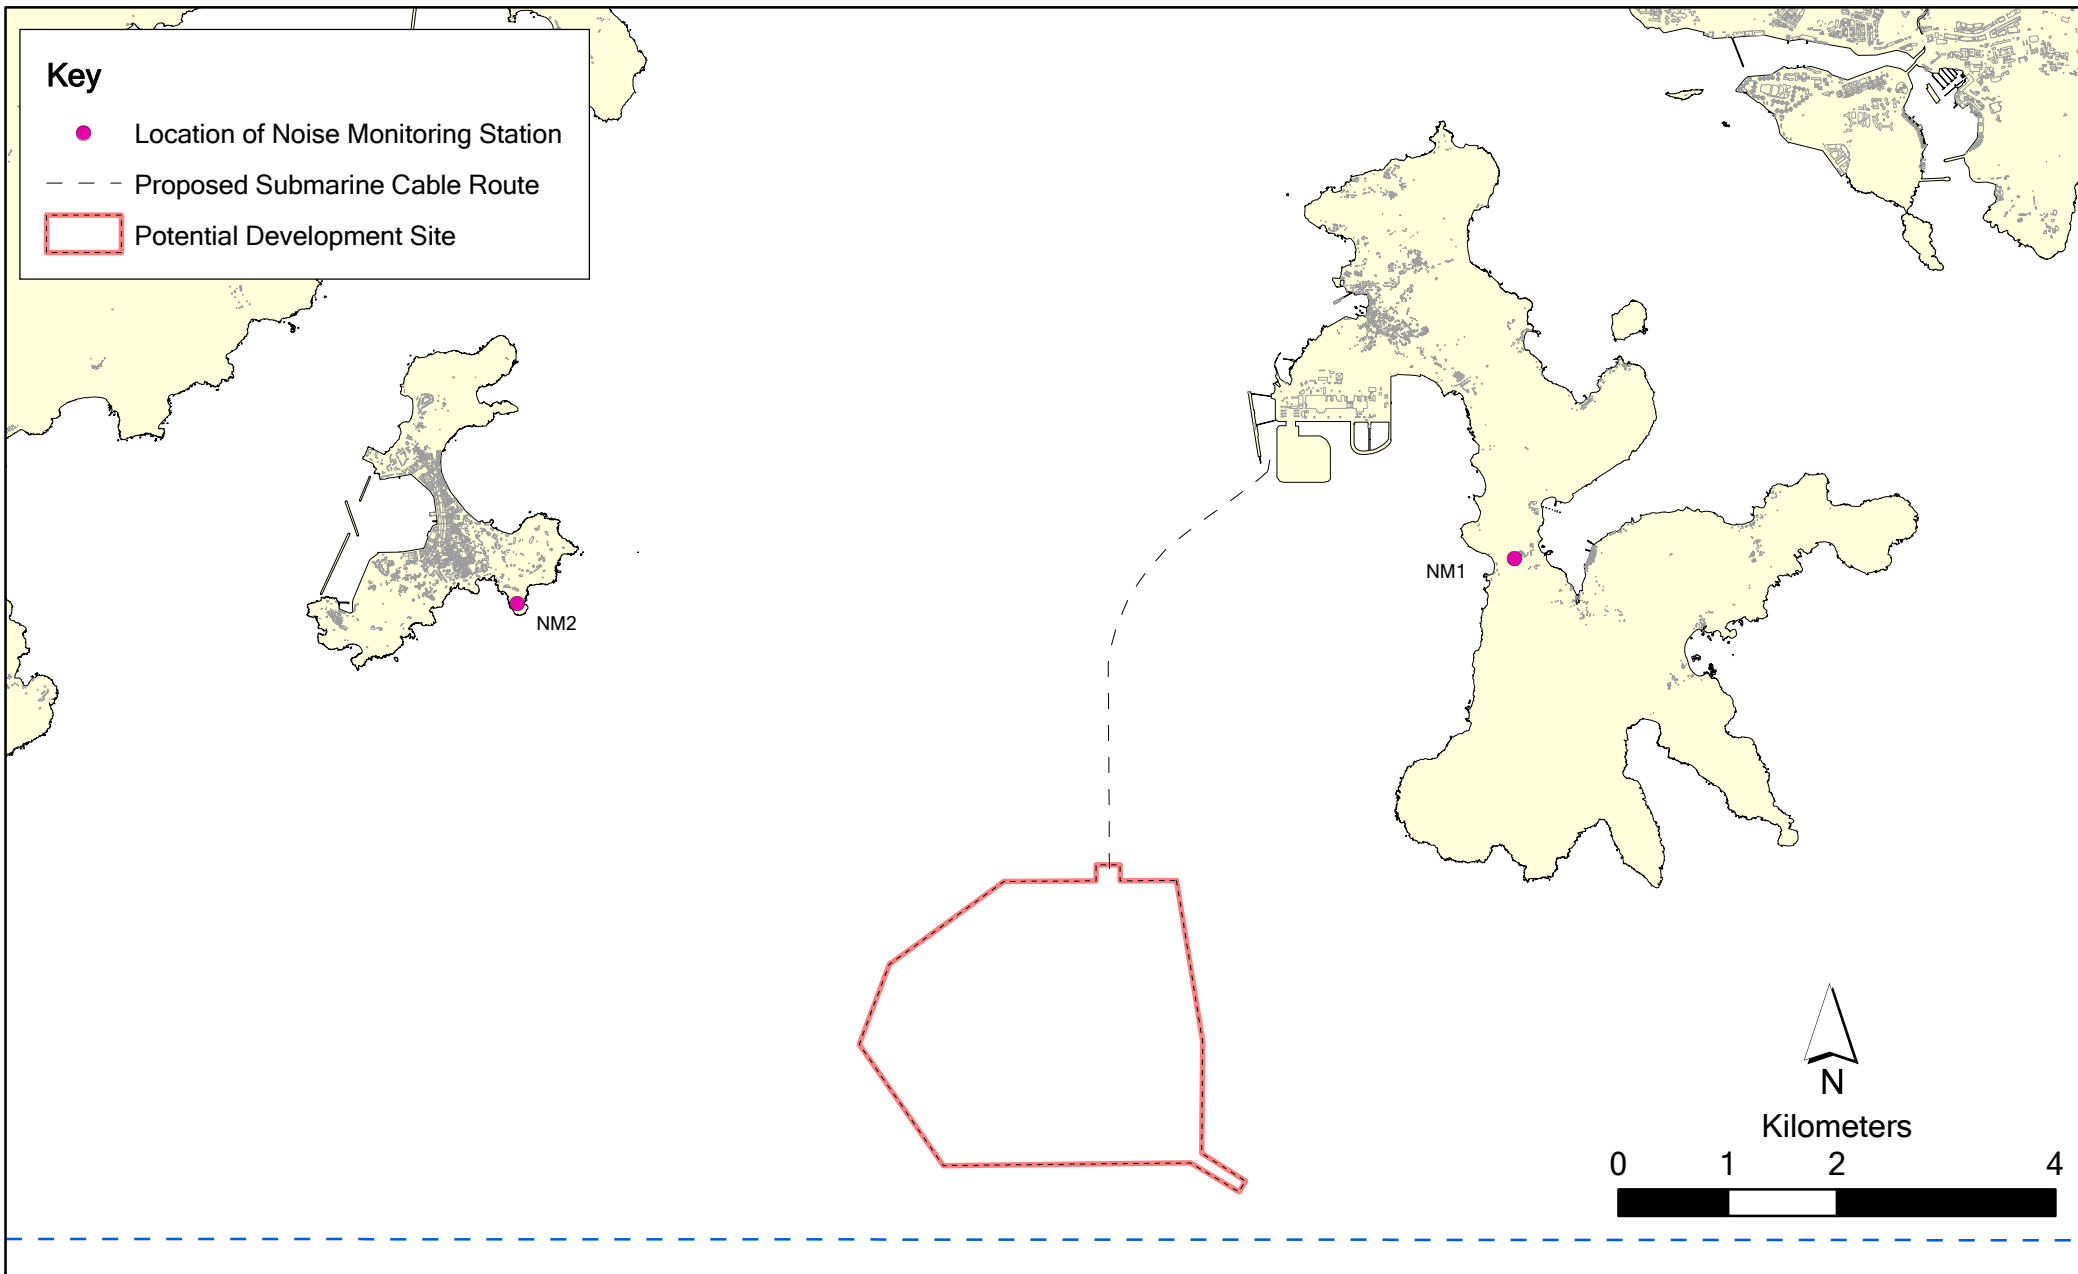 Key
Location of Noise Monitoring Station
Proposed Submarine Cable Route
Potential Development Site
NM1
NM2
N
Kilometers
0 1 2 4